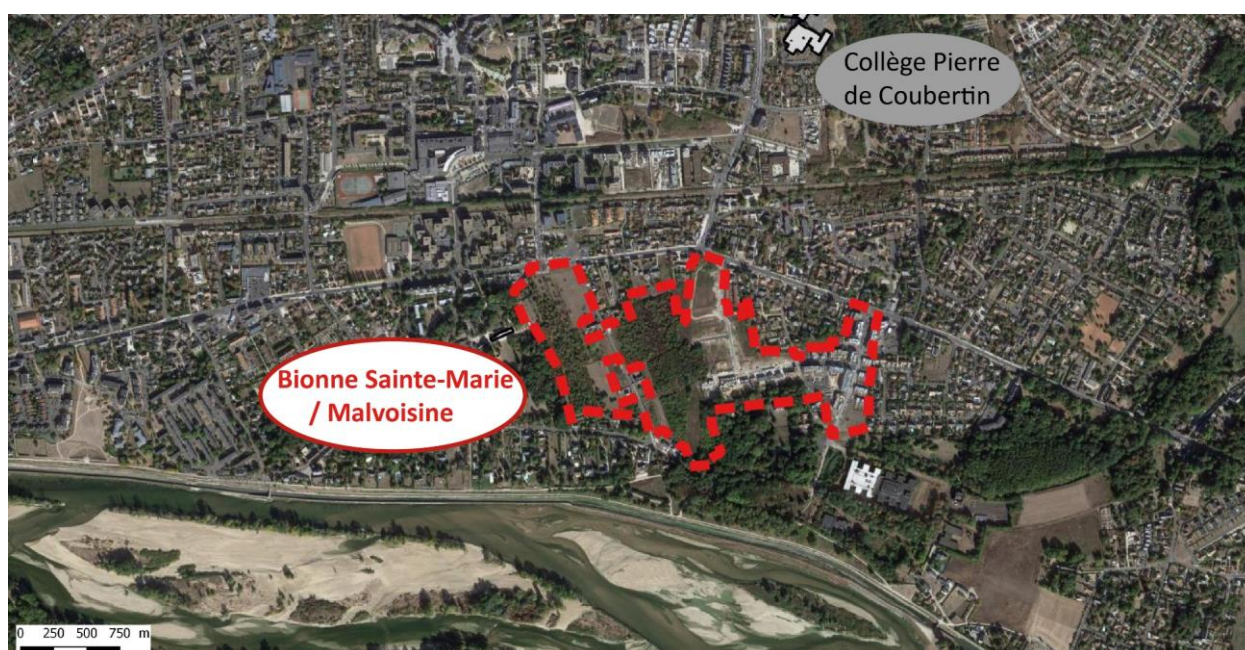 Collège Pierre
de Coubertin
Bionne Sainte-Marie
/ Malvoisine
0 250 500 750 m